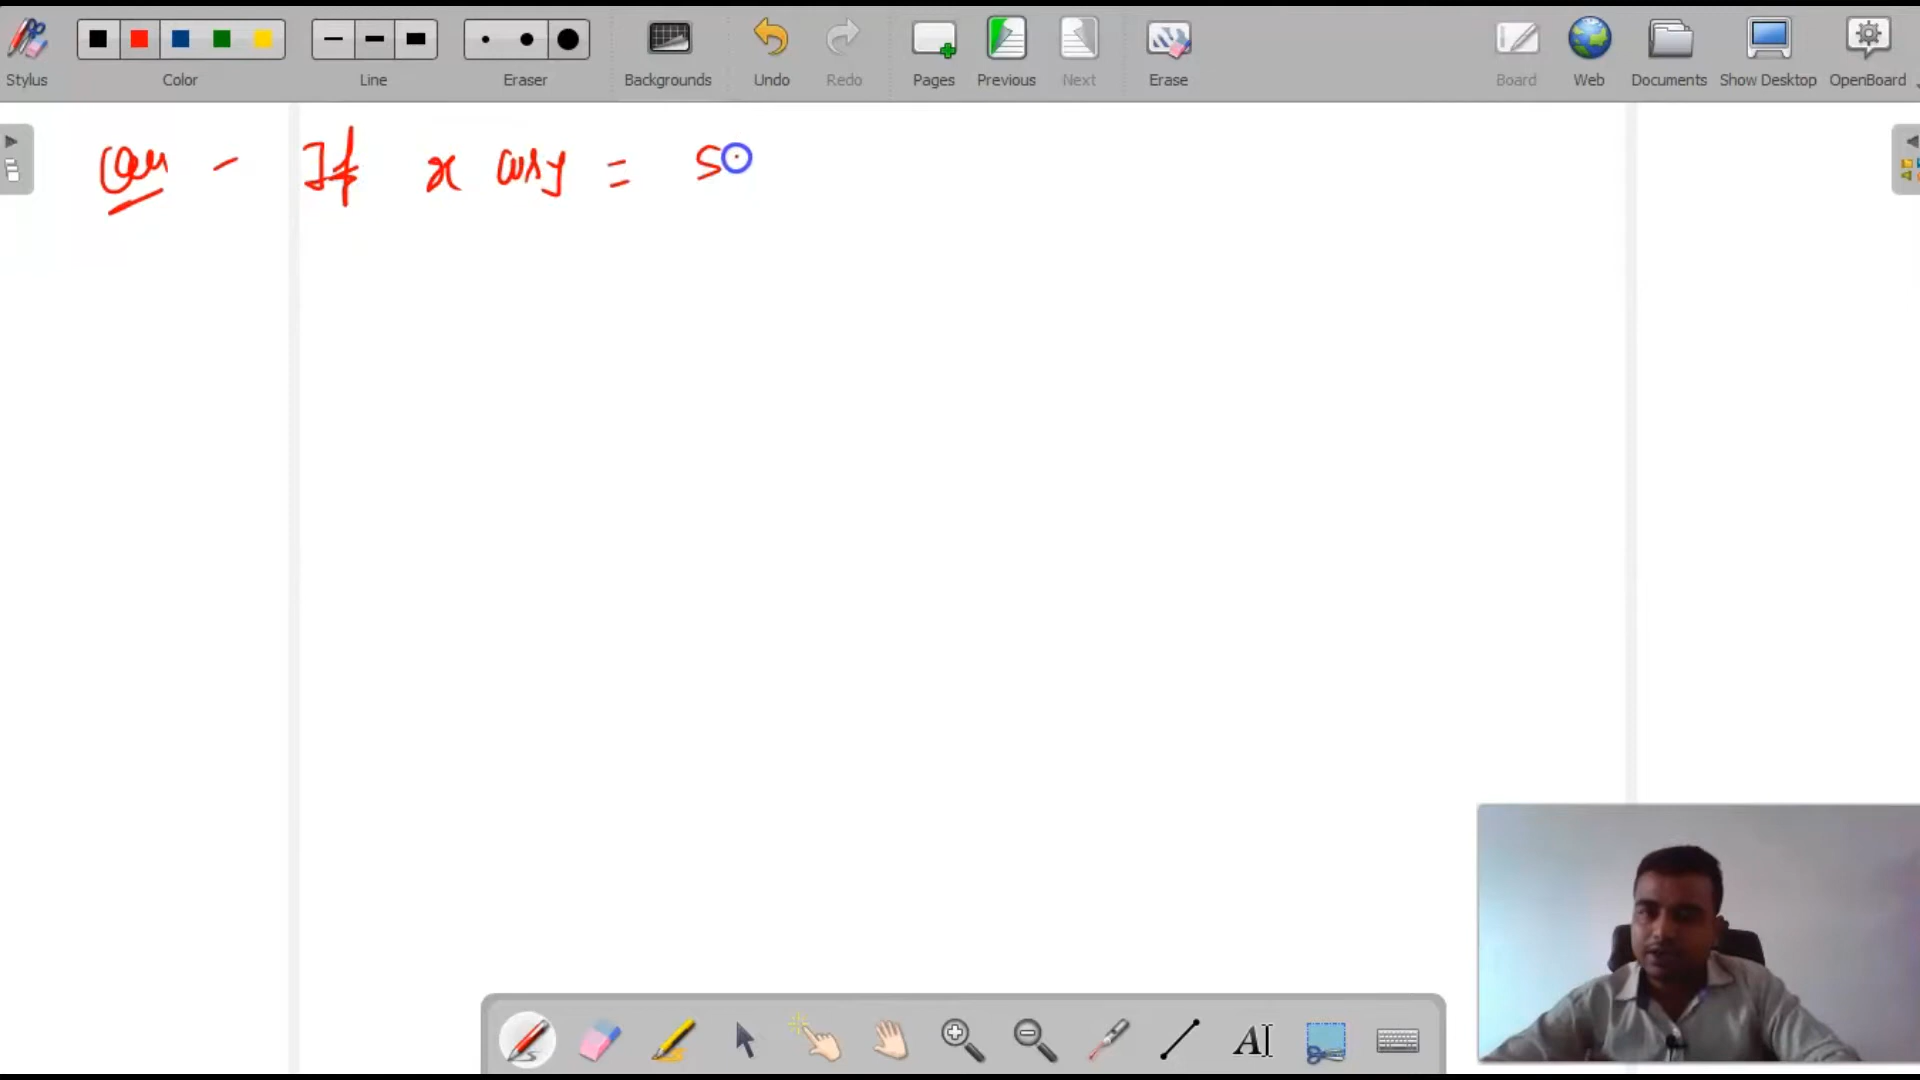 Stylus Color Line Eraser Backgrounds Undo Redo Pages Previous Next Erase Board Web Documents Show Desktop OpenBoard
Que - If x cosy = s